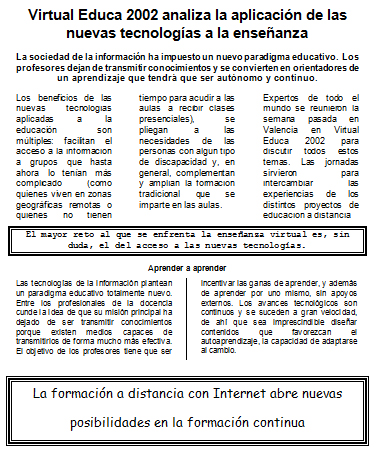 Virtual Educa 2002 analiza la aplicación de las
nuevas tecnologías a la enseñanza
La sociedad de la información ha impuesto un nuevo paradigma educativo. Los
profesores dejan de transmitir conocimientos y se convierten en orientadores de
un aprendizaje que tendrá que ser autónomo y continuo.
Los beneficios de las
nuevas tecnologías
aplicadas a la
educación son
múltiples: facilitan el
acceso a la información
a grupos que hasta
ahora lo tenían más
complicado (como
quienes viven en zonas
geográficas remotas o
quienes no tienen
tiempo para acudir a las
aulas a recibir clases
presenciales), se
pliegan a las
necesidades de las
personas con algún tipo
de discapacidad y, en
general, complementan
y amplían la formación
tradicional que se
imparte en las aulas.
Expertos de todo el
mundo se reunieron la
semana pasada en
Valencia en Virtual
Educa 2002 para
discutir todos estos
temas. Las jornadas
sirvieron para
intercambiar las
experiencias de los
distintos proyectos de
educación a distancia
El mayor reto al que se enfrenta la enseñanza virtual es, sin
duda, el del acceso a las nuevas tecnologías.
Aprender a aprender
Las tecnologías de la Información plantean
un paradigma educativo totalmente nuevo.
Entre los profesionales de la docencia
cunde la idea de que su misión principal ha
dejado de ser transmitir conocimientos
porque existen medios capaces de
transmitirlos de forma mucho más efectiva.
El objetivo de los profesores tiene que ser
incentivar las ganas de aprender, y además
de aprender por uno mismo, sin apoyos
externos. Los avances tecnológicos son
continuos y se suceden a gran velocidad,
de ahí que sea imprescindible diseñar
contenidos que favorezcan el
autoaprendizaje, la capacidad de adaptarse
al cambio.
La formación a distancia con Internet abre nuevas
posibilidades en la formación continua